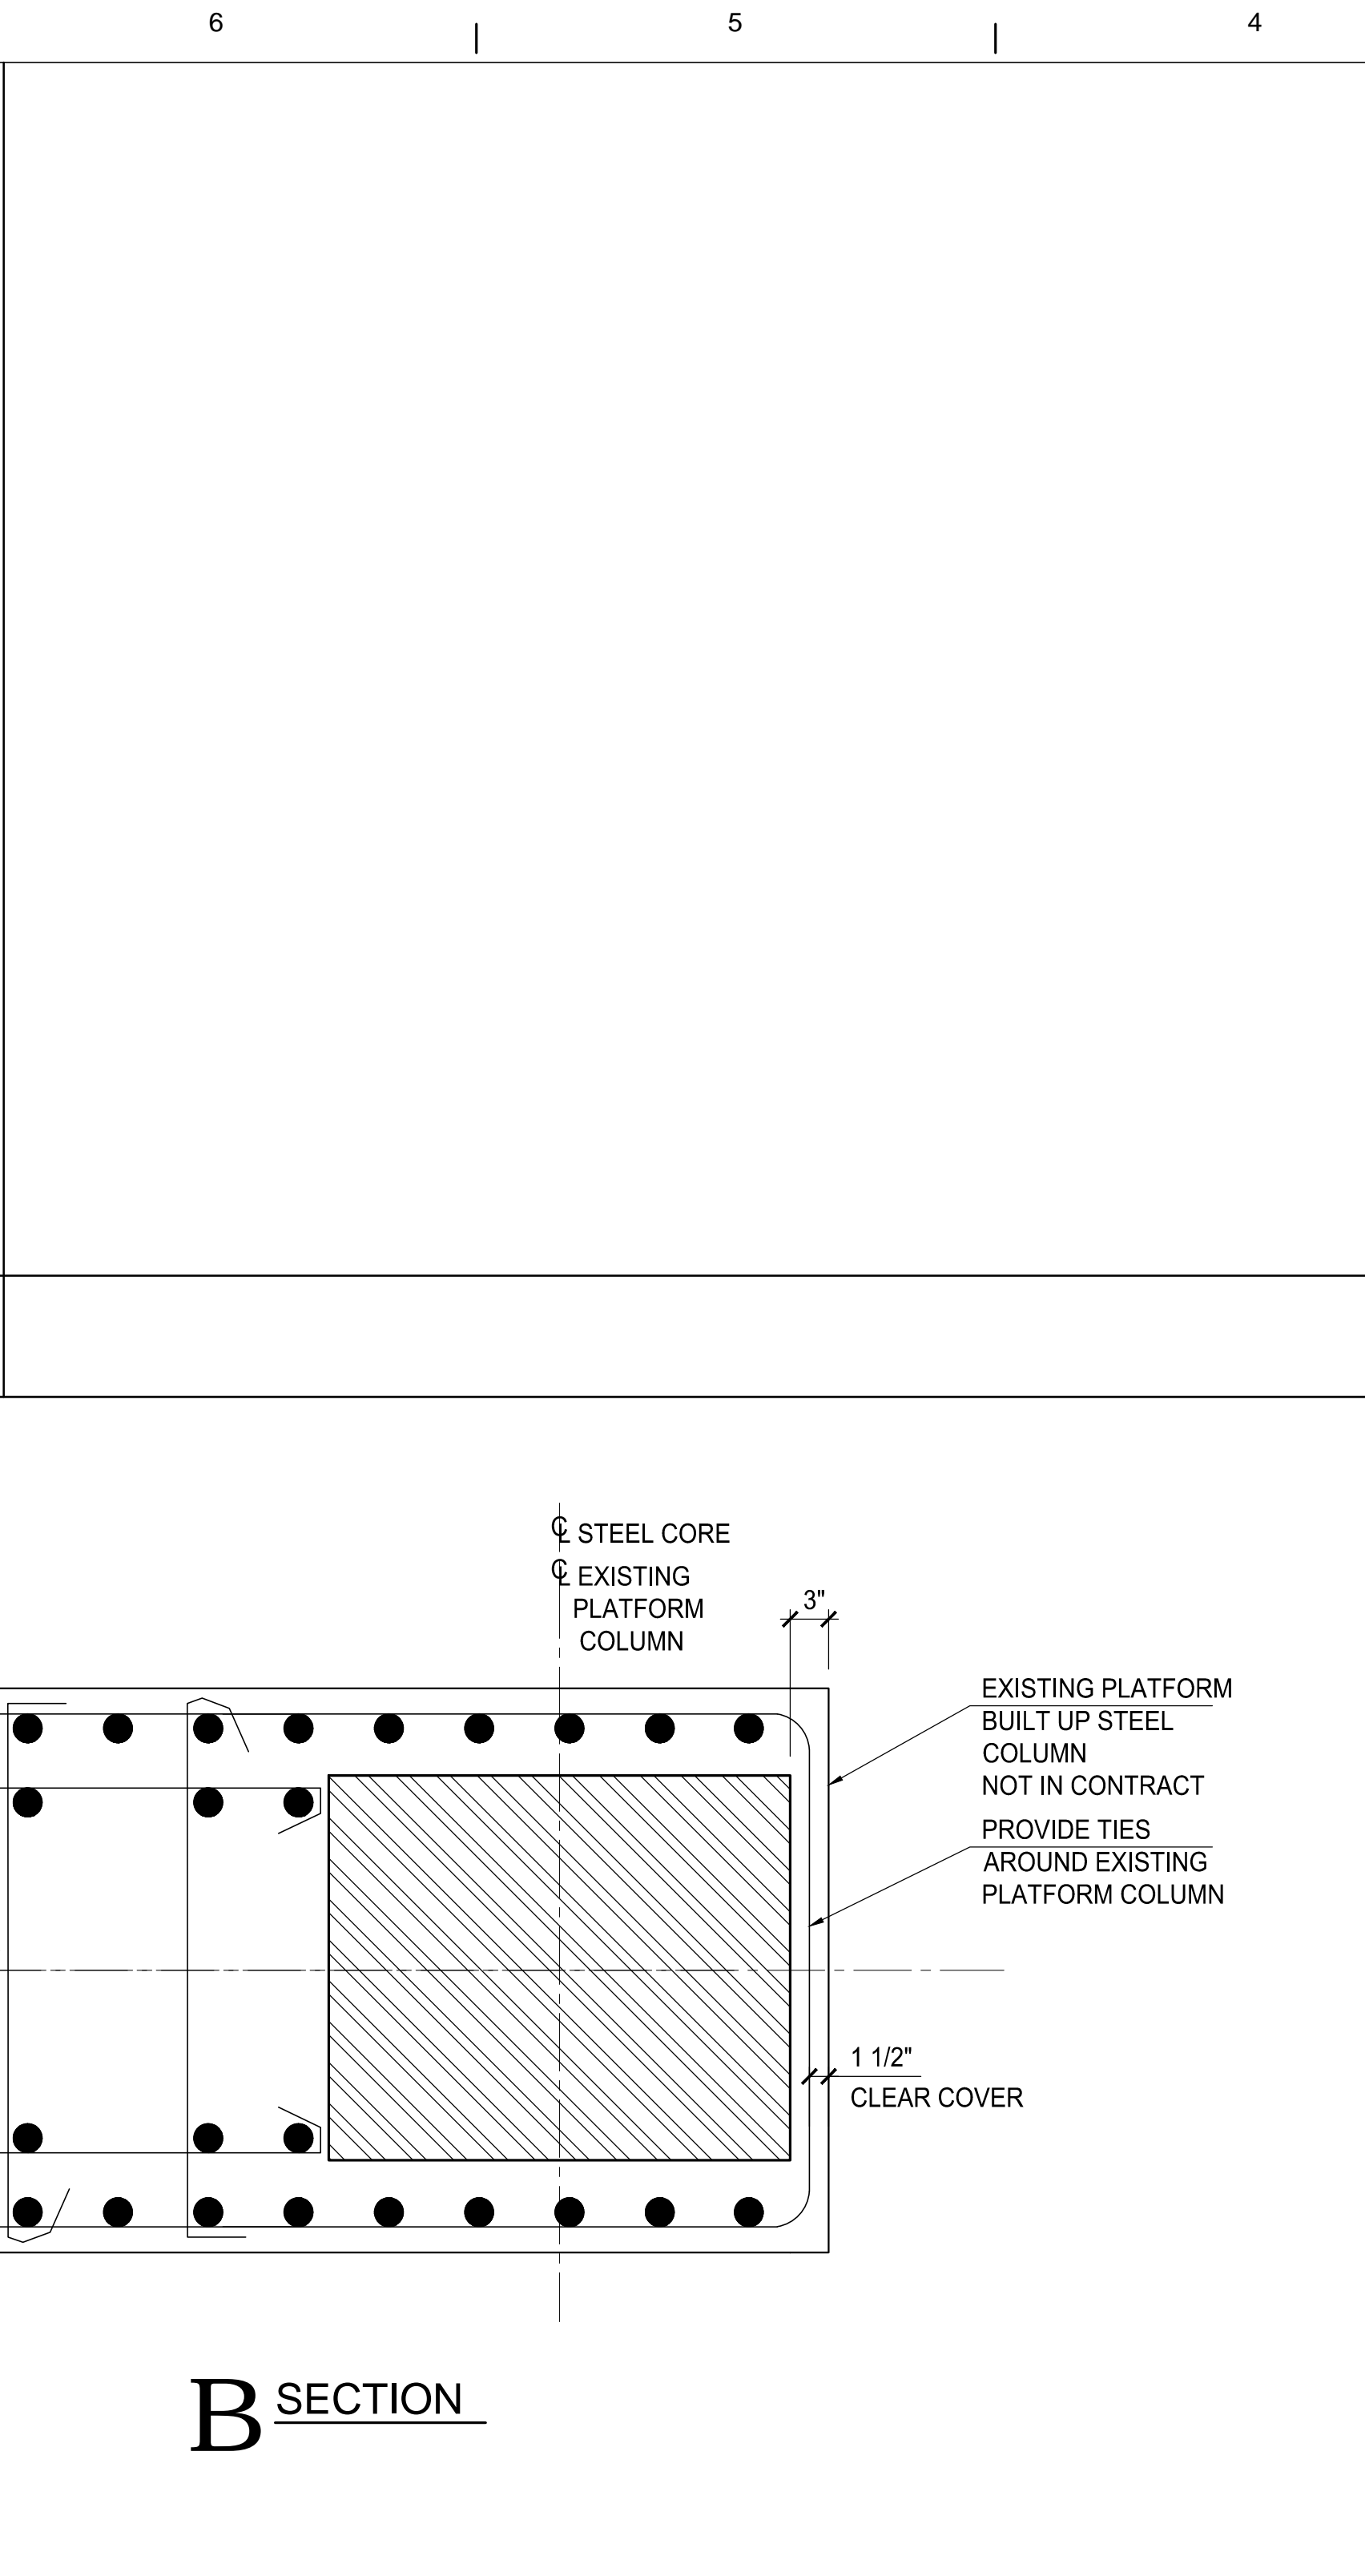 6 5 4
℄ STEEL CORE
℄ EXISTING
PLATFORM
COLUMN
3"
EXISTING PLATFORM
BUILT UP STEEL
COLUMN
NOT IN CONTRACT
PROVIDE TIES
AROUND EXISTING
PLATFORM COLUMN
1 1/2"
CLEAR COVER
B SECTION